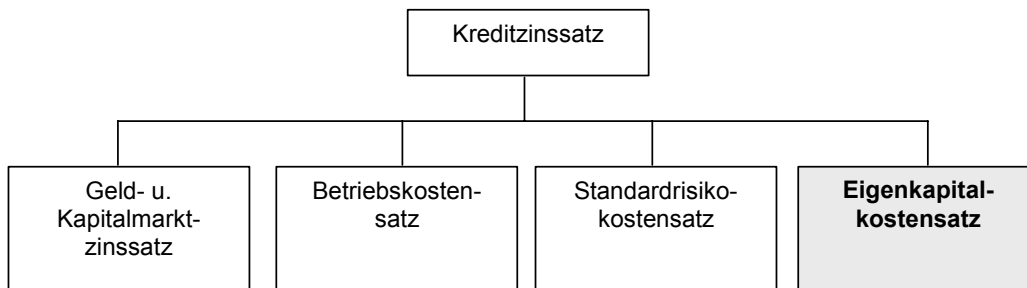 Kreditzinssatz
Geld- u.
Kapitalmarkt-
zinssatz
Betriebskosten-
satz
Standardrisiko-
kostensatz
Eigenkapital-
kostensatz